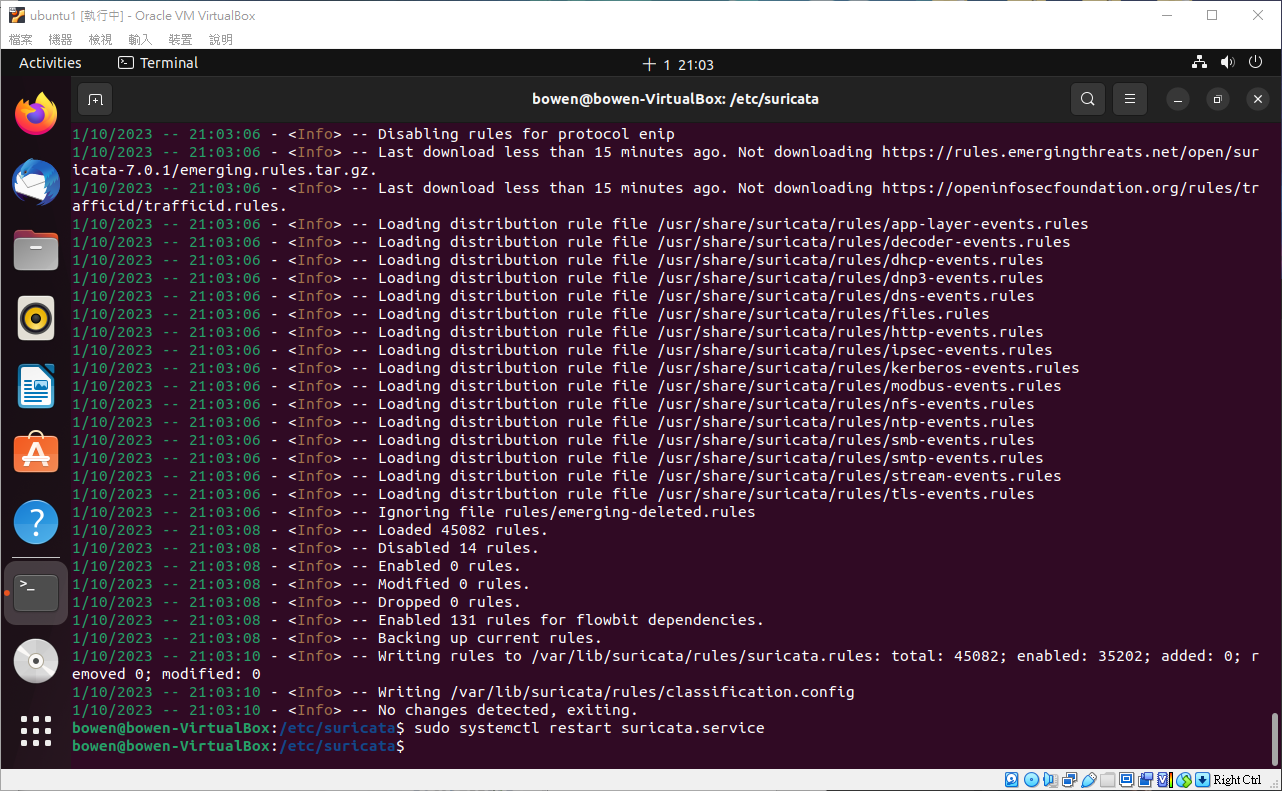 ubuntu1 [執行中] - Oracle VM VirtualBox
檔案 機器 檢視 輸入 裝置 說明
Activities Terminal 1 21:03
bowen@bowen-VirtualBox: /etc/suricata
1/10/2023 -- 21:03:06 - <Info> -- Disabling rules for protocol enip
1/10/2023 -- 21:03:06 - <Info> -- Last download less than 15 minutes ago. Not downloading https://rules.emergingthreats.net/open/sur
icata-7.0.1/emerging.rules.tar.gz.
1/10/2023 -- 21:03:06 - <Info> -- Last download less than 15 minutes ago. Not downloading https://openinfosecfoundation.org/rules/tr
afficid/trafficid.rules.
1/10/2023 -- 21:03:06 - <Info> -- Loading distribution rule file /usr/share/suricata/rules/app-layer-events.rules
1/10/2023 -- 21:03:06 - <Info> -- Loading distribution rule file /usr/share/suricata/rules/decoder-events.rules
1/10/2023 -- 21:03:06 - <Info> -- Loading distribution rule file /usr/share/suricata/rules/dhcp-events.rules
1/10/2023 -- 21:03:06 - <Info> -- Loading distribution rule file /usr/share/suricata/rules/dnp3-events.rules
1/10/2023 -- 21:03:06 - <Info> -- Loading distribution rule file /usr/share/suricata/rules/dns-events.rules
1/10/2023 -- 21:03:06 - <Info> -- Loading distribution rule file /usr/share/suricata/rules/files.rules
1/10/2023 -- 21:03:06 - <Info> -- Loading distribution rule file /usr/share/suricata/rules/http-events.rules
1/10/2023 -- 21:03:06 - <Info> -- Loading distribution rule file /usr/share/suricata/rules/ipsec-events.rules
1/10/2023 -- 21:03:06 - <Info> -- Loading distribution rule file /usr/share/suricata/rules/kerberos-events.rules
1/10/2023 -- 21:03:06 - <Info> -- Loading distribution rule file /usr/share/suricata/rules/modbus-events.rules
1/10/2023 -- 21:03:06 - <Info> -- Loading distribution rule file /usr/share/suricata/rules/nfs-events.rules
1/10/2023 -- 21:03:06 - <Info> -- Loading distribution rule file /usr/share/suricata/rules/ntp-events.rules
1/10/2023 -- 21:03:06 - <Info> -- Loading distribution rule file /usr/share/suricata/rules/smb-events.rules
1/10/2023 -- 21:03:06 - <Info> -- Loading distribution rule file /usr/share/suricata/rules/smtp-events.rules
1/10/2023 -- 21:03:06 - <Info> -- Loading distribution rule file /usr/share/suricata/rules/stream-events.rules
1/10/2023 -- 21:03:06 - <Info> -- Loading distribution rule file /usr/share/suricata/rules/tls-events.rules
1/10/2023 -- 21:03:06 - <Info> -- Ignoring file rules/emerging-deleted.rules
1/10/2023 -- 21:03:08 - <Info> -- Loaded 45082 rules.
1/10/2023 -- 21:03:08 - <Info> -- Disabled 14 rules.
1/10/2023 -- 21:03:08 - <Info> -- Enabled 0 rules.
1/10/2023 -- 21:03:08 - <Info> -- Modified 0 rules.
1/10/2023 -- 21:03:08 - <Info> -- Dropped 0 rules.
1/10/2023 -- 21:03:08 - <Info> -- Enabled 131 rules for flowbit dependencies.
1/10/2023 -- 21:03:08 - <Info> -- Backing up current rules.
1/10/2023 -- 21:03:10 - <Info> -- Writing rules to /var/lib/suricata/rules/suricata.rules: total: 45082; enabled: 35202; added: 0; r
emoved 0; modified: 0
1/10/2023 -- 21:03:10 - <Info> -- Writing /var/lib/suricata/rules/classification.config
1/10/2023 -- 21:03:10 - <Info> -- No changes detected, exiting.
bowen@bowen-VirtualBox:/etc/suricata$ sudo systemctl restart suricata.service
bowen@bowen-VirtualBox:/etc/suricata$
Right Ctrl